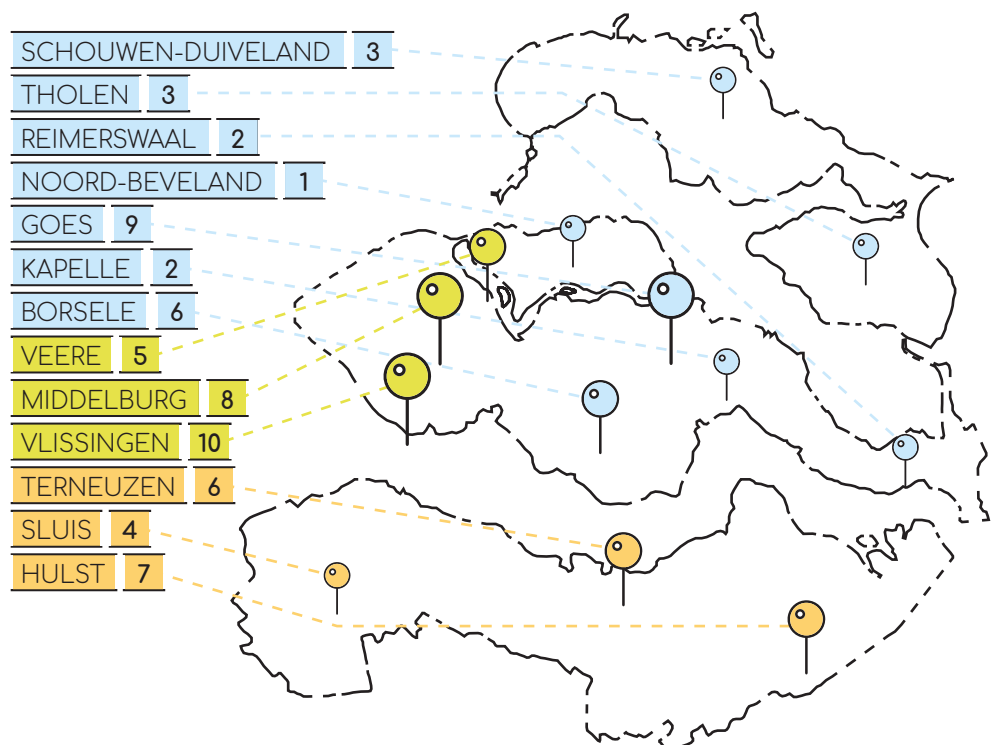 SCHOUWEN-DUIVELAND 3
THOLEN 3
REIMERSWAAL 2
NOORD-BEVELAND 1
GOES 9
KAPELLE 2
BORSELE 6
VEERE 5
MIDDELBURG 8
VLISSINGEN 10
TERNEUZEN 6
SLUIS 4
HULST 7